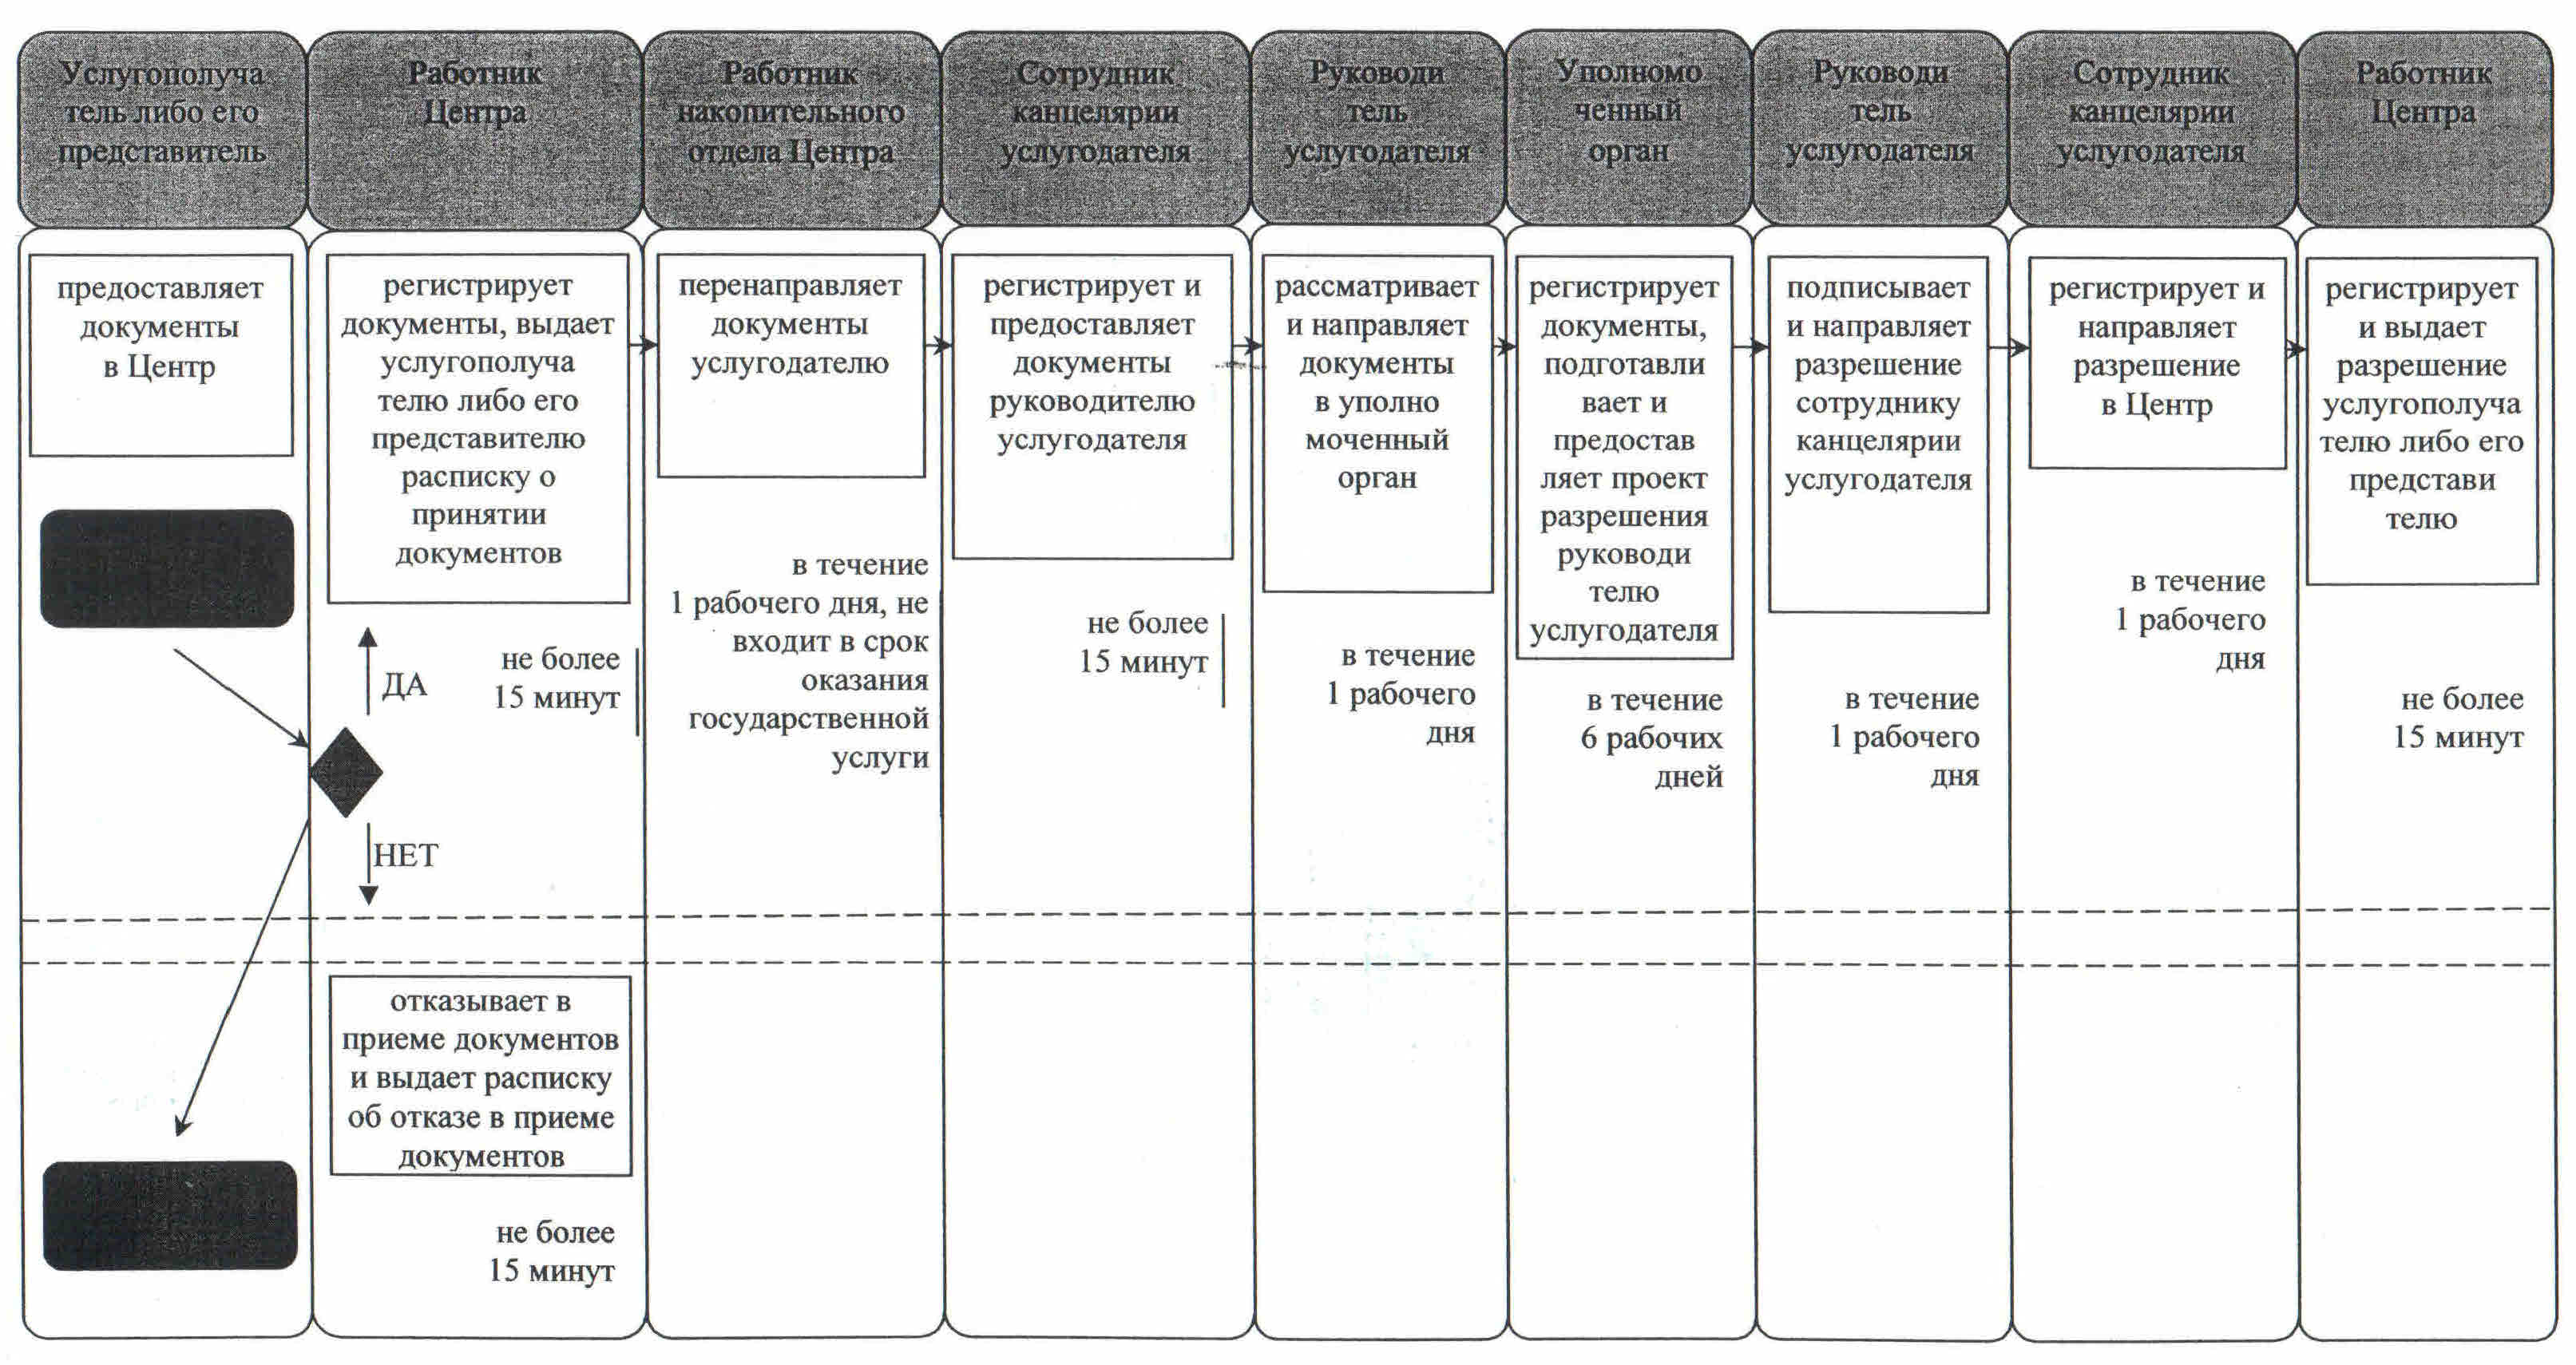 Услугополуча
тель либо его
представитель
Работник
Центра
Работник
накопительного
отдела Центра
Сотрудник
канцелярии
услугодателя
Руководи
тель
услугодателя
Уполномо
ченный
орган
Руководи
тель
услугодателя
Сотрудник
канцелярии
услугодателя
Работник
Центра
предоставляет
документы
в Центр
регистрирует
документы, выдает
услугополуча
телю либо его
представителю
расписку о
принятии
документов
ДА
не более
15 минут
НЕТ
перенаправляет
документы
услугодателю
в течение
1 рабочего дня, не
входит в срок
оказания
государственной
услуги
регистрирует и
предоставляет
документы
руководителю
услугодателя
не более
15 минут
рассматривает
и направляет
документы
в уполно
моченный
орган
в течение
1 рабочего
дня
регистрирует
документы,
подготавли
вает и
предостав
ляет проект
разрешения
руководи
телю
услугодателя
в течение
6 рабочих
дней
подписывает
и направляет
разрешение
сотруднику
канцелярии
услугодателя
в течение
1 рабочего
дня
регистрирует и
направляет
разрешение
в Центр
в течение
1 рабочего
дня
регистрирует
и выдает
разрешение
услугополуча
телю либо его
представи
телю
не более
15 минут
отказывает в
приеме документов
и выдает расписку
об отказе в приеме
документов
не более
15 минут